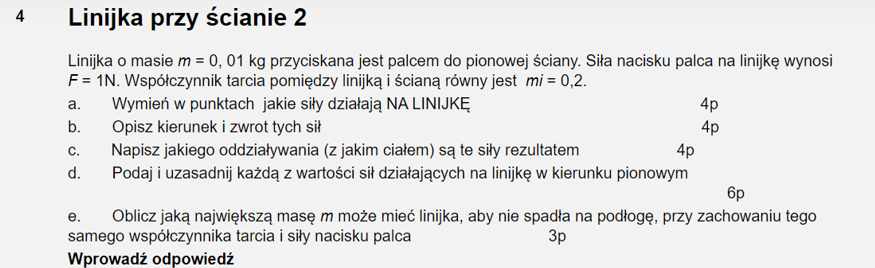 4 Linijka przy ścianie 2
Linijka o masie m = 0, 01 kg przyciskana jest palcem do pionowej ściany. Siła nacisku palca na linijkę wynosi
F = 1N. Współczynnik tarcia pomiędzy linijką i ścianą równy jest mi = 0,2.
a. Wymień w punktach jakie siły działają NA LINIJKĘ 4p
b. Opisz kierunek i zwrot tych sił 4p
c. Napisz jakiego oddziaływania (z jakim ciałem) są te siły rezultatem 4p
d. Podaj i uzasadnij każdą z wartości sił działających na linijkę w kierunku pionowym
6p
e. Oblicz jaką największą masę m może mieć linijka, aby nie spadła na podłogę, przy zachowaniu tego
samego współczynnika tarcia i siły nacisku palca 3p
Wprowadź odpowiedź